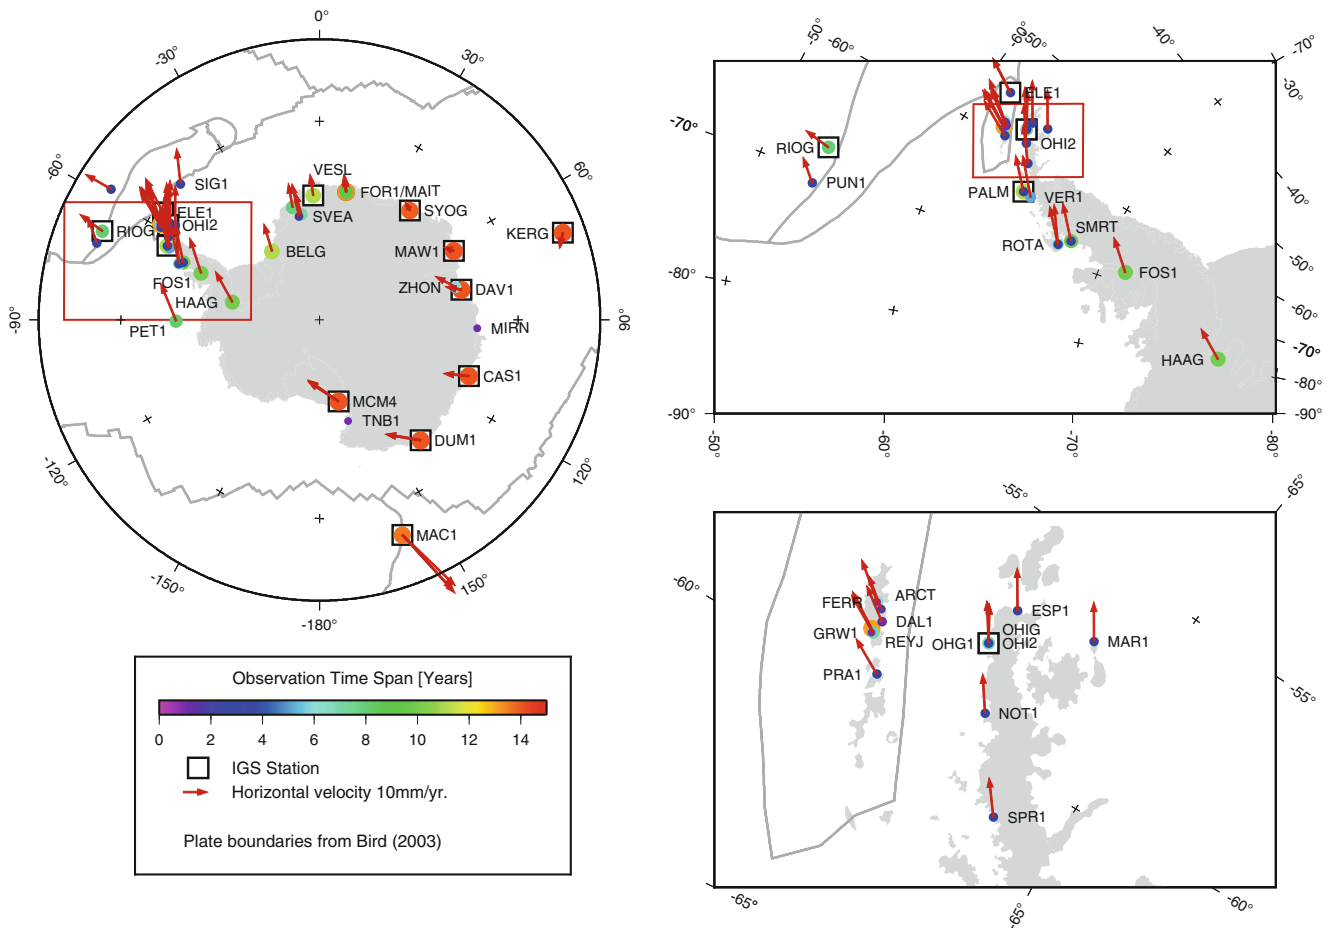 0°
-30°
30°
-60°
60°
-90°
90°
-120°
120°
-150°
150°
-180°
SIG1
ELE1
OHI2
RIOG
FOS1
HAAG
PET1
VESL
FOR1/MAIT
SVEA
BELG
SYOG
KERG
MAW1
ZHON
DAV1
MIRN
CAS1
MCM4
TNB1
DUM1
MAC1
Observation Time Span [Years]
0 2 4 6 8 10 12 14
IGS Station
Horizontal velocity 10mm/yr.
Plate boundaries from Bird (2003)
-50°
-60°
-60°
-50°
-40°
-70°
-30°
-70°
-80°
-90°
-40°
-50°
-60°
-70°
-80°
-90°
-50°
-60°
-70°
-80°
ELE1
RIOG
OHI2
PUN1
PALM
VER1
ROTA
SMRT
FOS1
HAAG
-55°
-65°
-60°
-55°
-65°
-65°
-60°
FERR
ARCT
DAL1
GRW1
REYJ
PRA1
ESP1
OHIG
OHG1
OHI2
MAR1
NOT1
SPR1